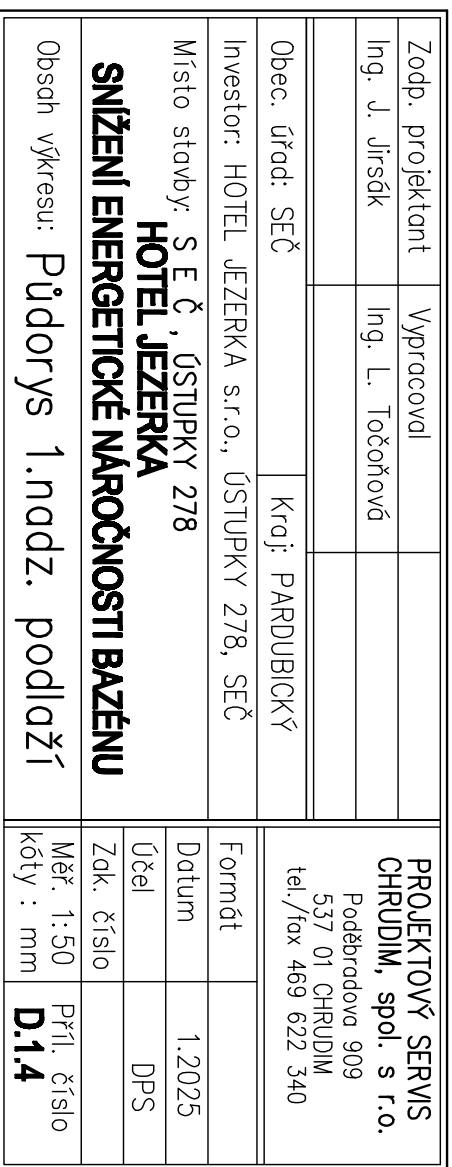 Zodp. projektant
Vypracoval
Ing. J. Jirsák
Ing. L. Točoňová
PROJEKTOVÝ SERVIS
CHRUDIM, spol. s r.o.
Poděbradova 909
537 01 CHRUDIM
tel./fax 469 622 340
Obec. úřad: SEČ
Kraj: PARDUBICKÝ
Investor: HOTEL JEZERKA s.r.o., ÚSTUPKY 278, SEČ
Místo stavby: S E Č , ÚSTUPKY 278
HOTEL JEZERKA
SNÍŽENÍ ENERGETICKÉ NÁROČNOSTI BAZÉNU
Obsah výkresu: Půdorys 1.nadz. podlaží
Formát
Datum 1.2025
Účel DPS
Zak. číslo
Měř. 1:50
kóty : mm
Příl. číslo
D.1.4